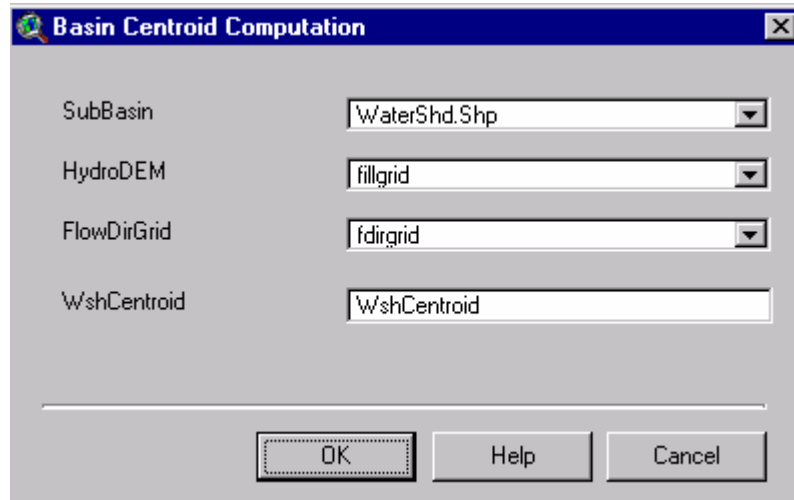 Basin Centroid Computation
SubBasin WaterShd.Shp
HydroDEM fillgrid
FlowDirGrid fdirgrid
WshCentroid WshCentroid
OK Help Cancel